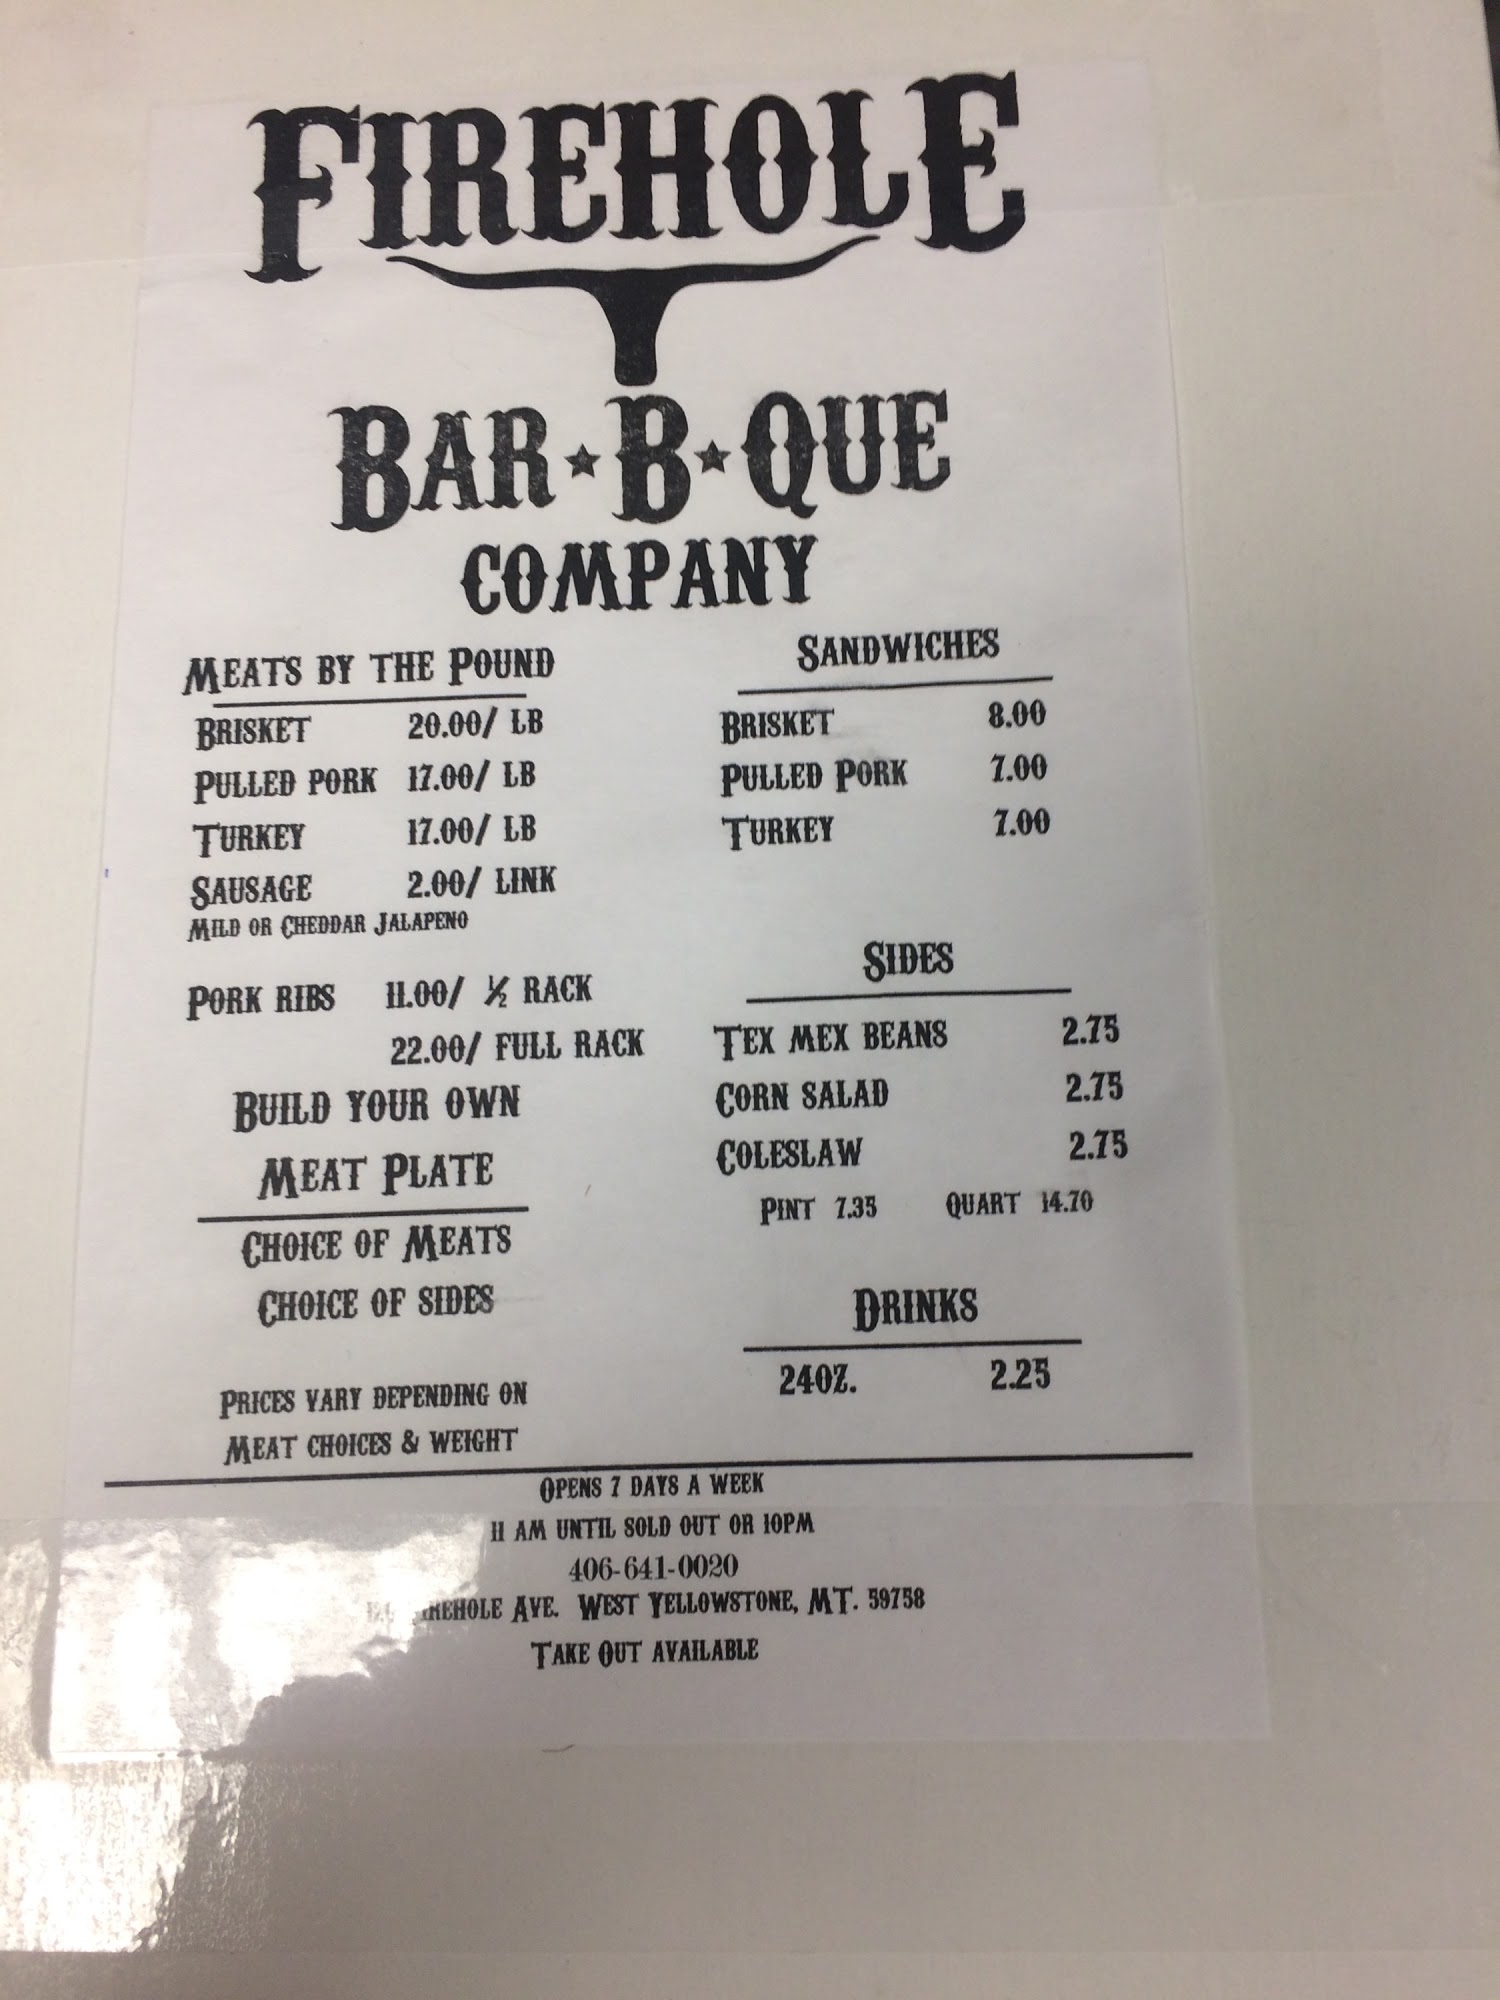 FIREHOLE
BAR★B★QUE
COMPANY
MEATS BY THE POUND
BRISKET 20.00/ LB
PULLED PORK 17.00/ LB
TURKEY 17.00/ LB
SAUSAGE 2.00/ LINK
MILD OR CHEDDAR JALAPENO
PORK RIBS 11.00/ ½ RACK
22.00/ FULL RACK
BUILD YOUR OWN
MEAT PLATE
CHOICE OF MEATS
CHOICE OF SIDES
PRICES VARY DEPENDING ON
MEAT CHOICES & WEIGHT
SANDWICHES
BRISKET 8.00
PULLED PORK 7.00
TURKEY 7.00
SIDES
TEX MEX BEANS 2.75
CORN SALAD 2.75
COLESLAW 2.75
PINT 7.35 QUART 14.70
DRINKS
24OZ. 2.25
OPENS 7 DAYS A WEEK
11 AM UNTIL SOLD OUT OR 10PM
406-641-0020
FIREHOLE AVE. WEST YELLOWSTONE, MT. 59758
TAKE OUT AVAILABLE